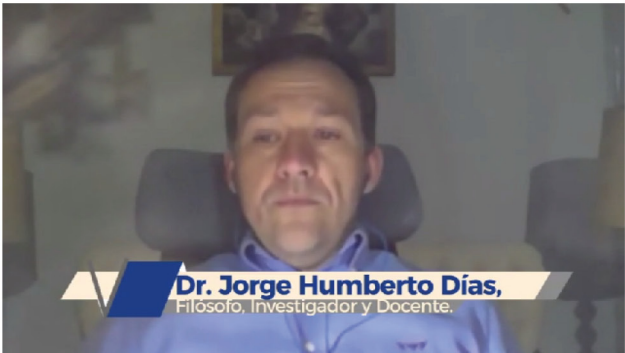 Dr. Jorge Humberto Días,
Filósofo, Investigador y Docente.